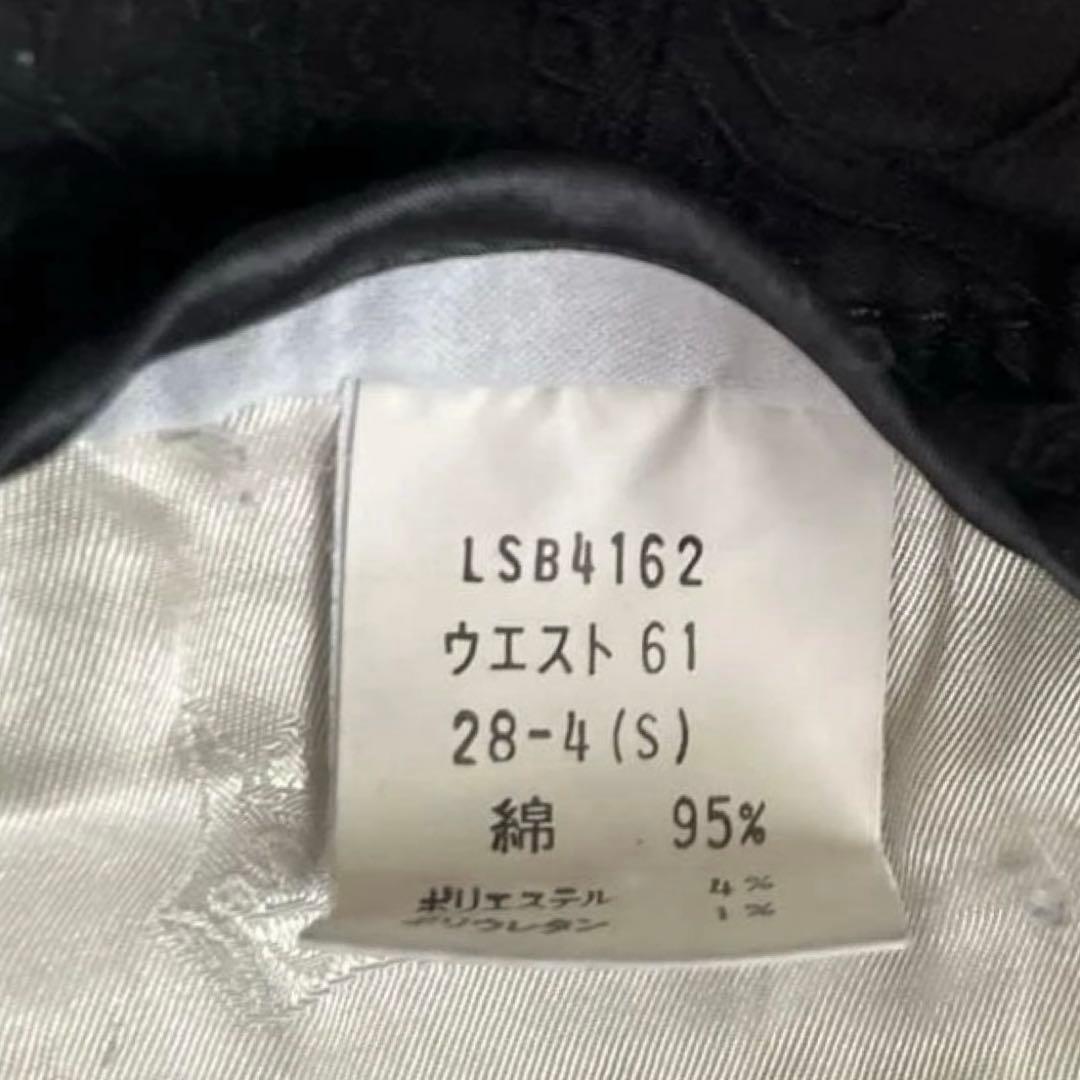 LSB4162
ウエスト 61
28-4(S)
綿 95%
ポリエステル 4%
ポリウレタン 1%